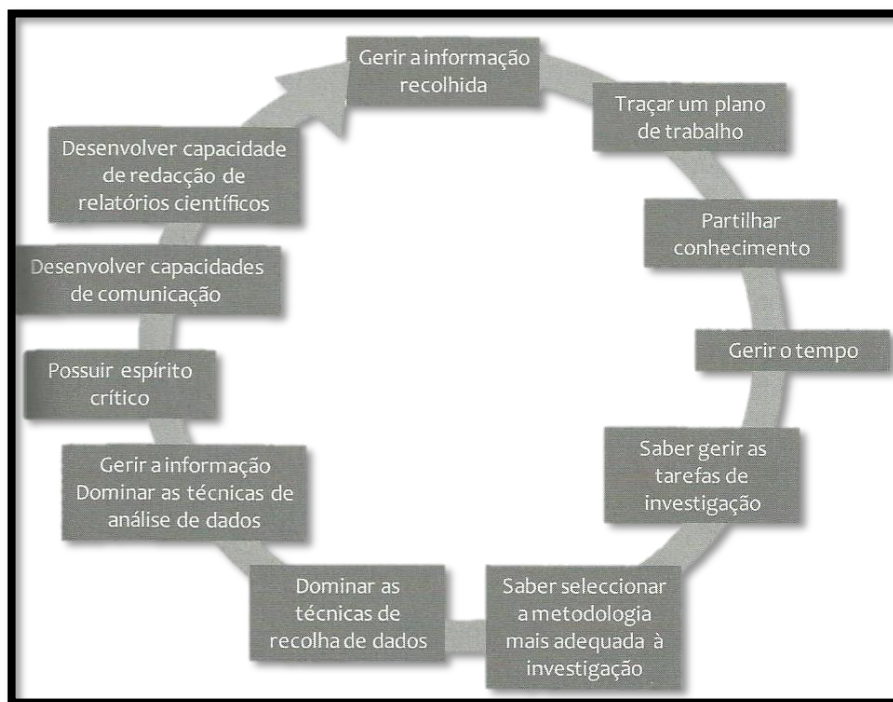 Gerir a informação
recolhida
Traçar um plano
de trabalho
Partilhar
conhecimento
Gerir o tempo
Saber gerir as
tarefas de
investigação
Saber seleccionar
a metodologia
mais adequada à
investigação
Dominar as
técnicas de
recolha de dados
Gerir a informação
Dominar as técnicas de
análise de dados
Possuir espírito
crítico
Desenvolver capacidades
de comunicação
Desenvolver capacidade
de redacção de
relatórios científicos